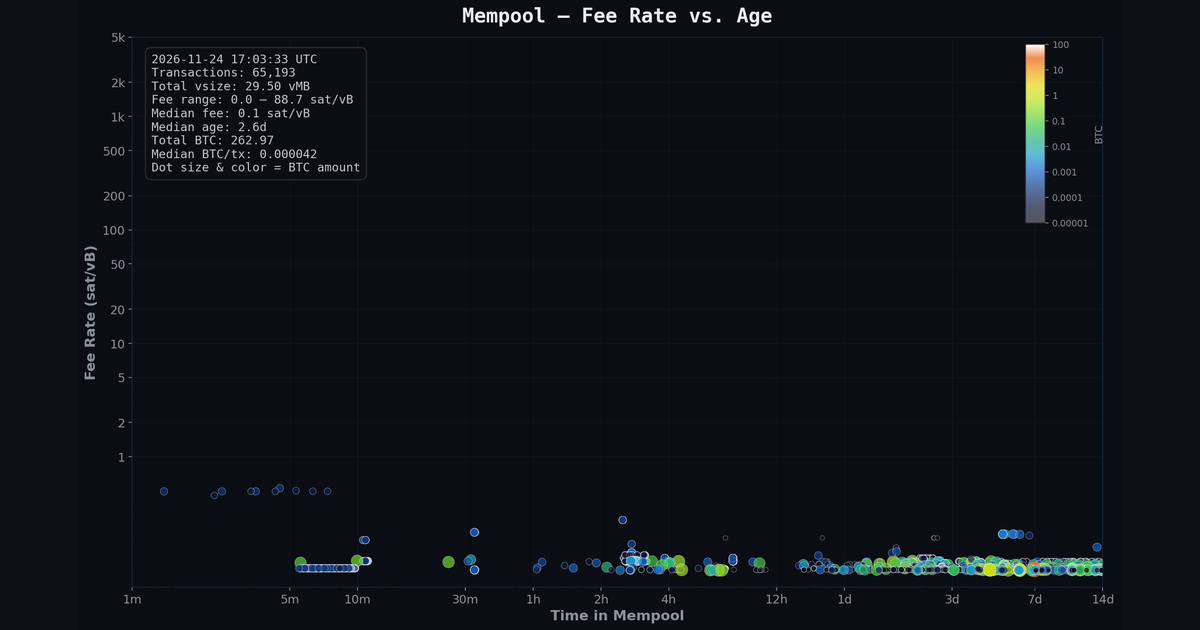 Mempool — Fee Rate vs. Age
2026-11-24 17:03:33 UTC
Transactions: 65,193
Total vsize: 29.50 vMB
Fee range: 0.0 — 88.7 sat/vB
Median fee: 0.1 sat/vB
Median age: 2.6d
Total BTC: 262.97
Median BTC/tx: 0.000042
Dot size & color = BTC amount
100
10
1
0.1
0.01
0.001
0.0001
0.00001
BTC
5k
2k
1k
500
200
100
50
20
10
5
2
1
Fee Rate (sat/vB)
1m 5m 10m 30m 1h 2h 4h 12h 1d 3d 7d 14d
Time in Mempool